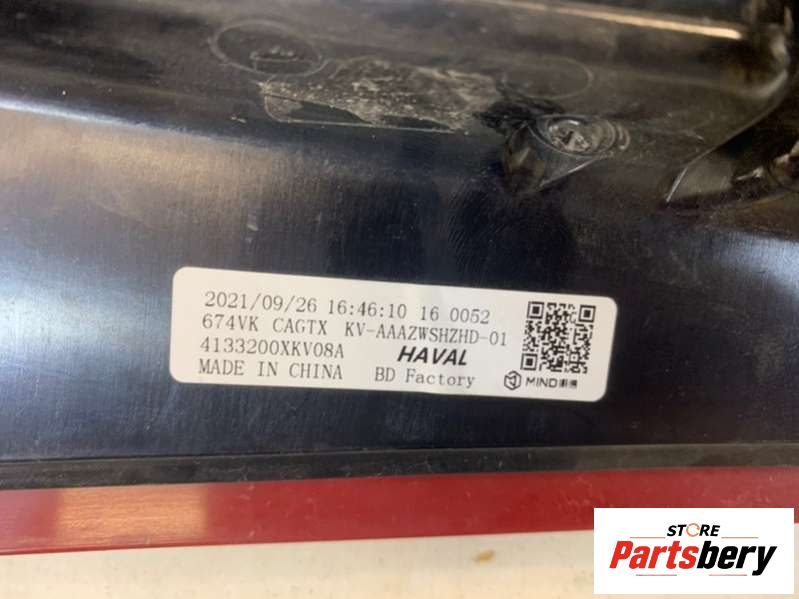 2021/09/26 16:46:10 16 0052
674VK CAGTX KV-AAAZWSHZHD-01
4133200XKV08A HAVAL
MADE IN CHINA BD Factory MIND
STORE
Partsbery